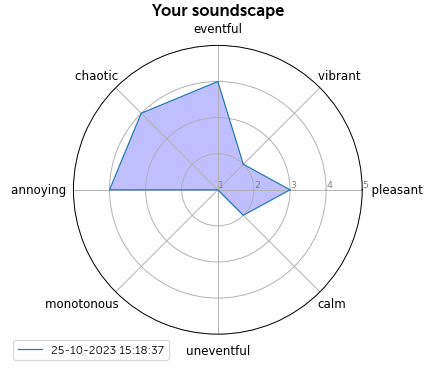 Your soundscape
eventful
chaotic
vibrant
annoying
1 2 3 4 5
pleasant
monotonous
calm
uneventful
25-10-2023 15:18:37